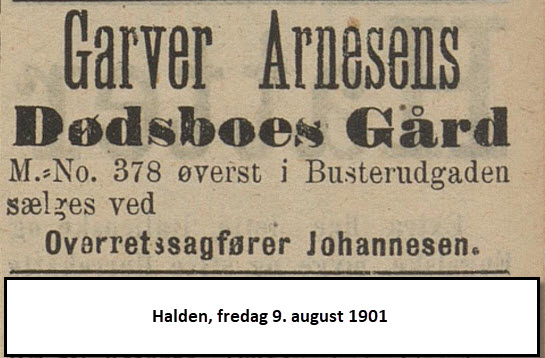 Garver Arnesens
Dødsboes Gård
M.-No. 378 øverst i Busterudgaden
sælges ved
Overretssagfører Johannesen.
Halden, fredag 9. august 1901